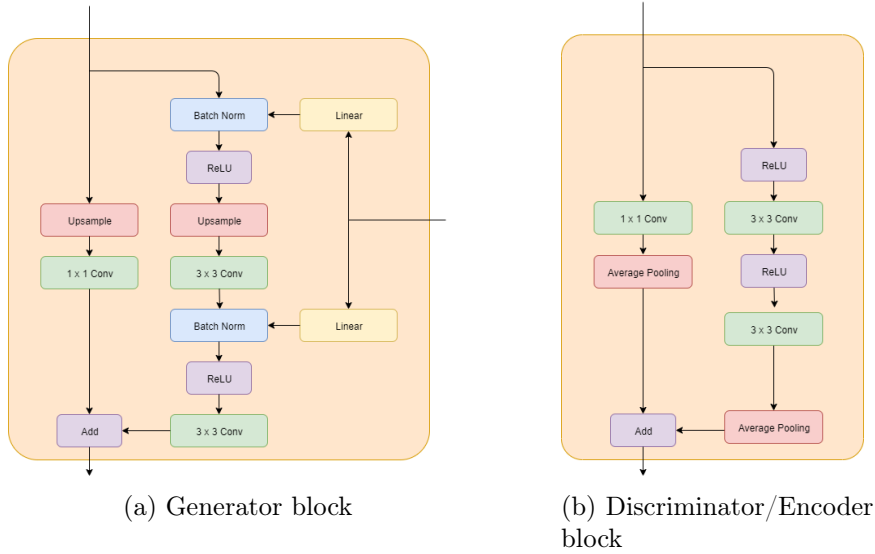 Batch Norm
Linear
ReLU
Upsample
Upsample
1 x 1 Conv
3 x 3 Conv
Batch Norm
Linear
ReLU
Add
3 x 3 Conv
(a) Generator block
ReLU
1 x 1 Conv
3 x 3 Conv
Average Pooling
ReLU
3 x 3 Conv
Add
Average Pooling
(b) Discriminator/Encoder
block